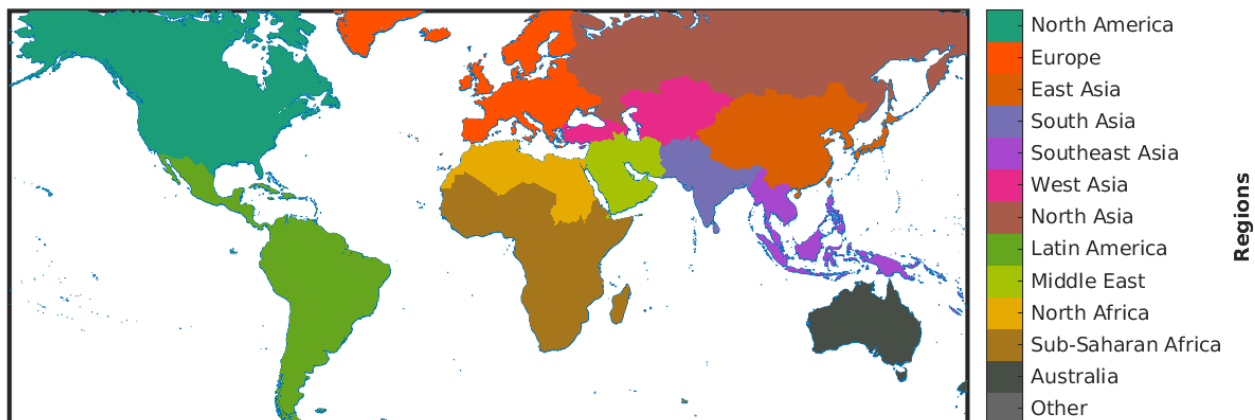 North America
Europe
East Asia
South Asia
Southeast Asia
West Asia
North Asia
Latin America
Middle East
North Africa
Sub-Saharan Africa
Australia
Other
Regions